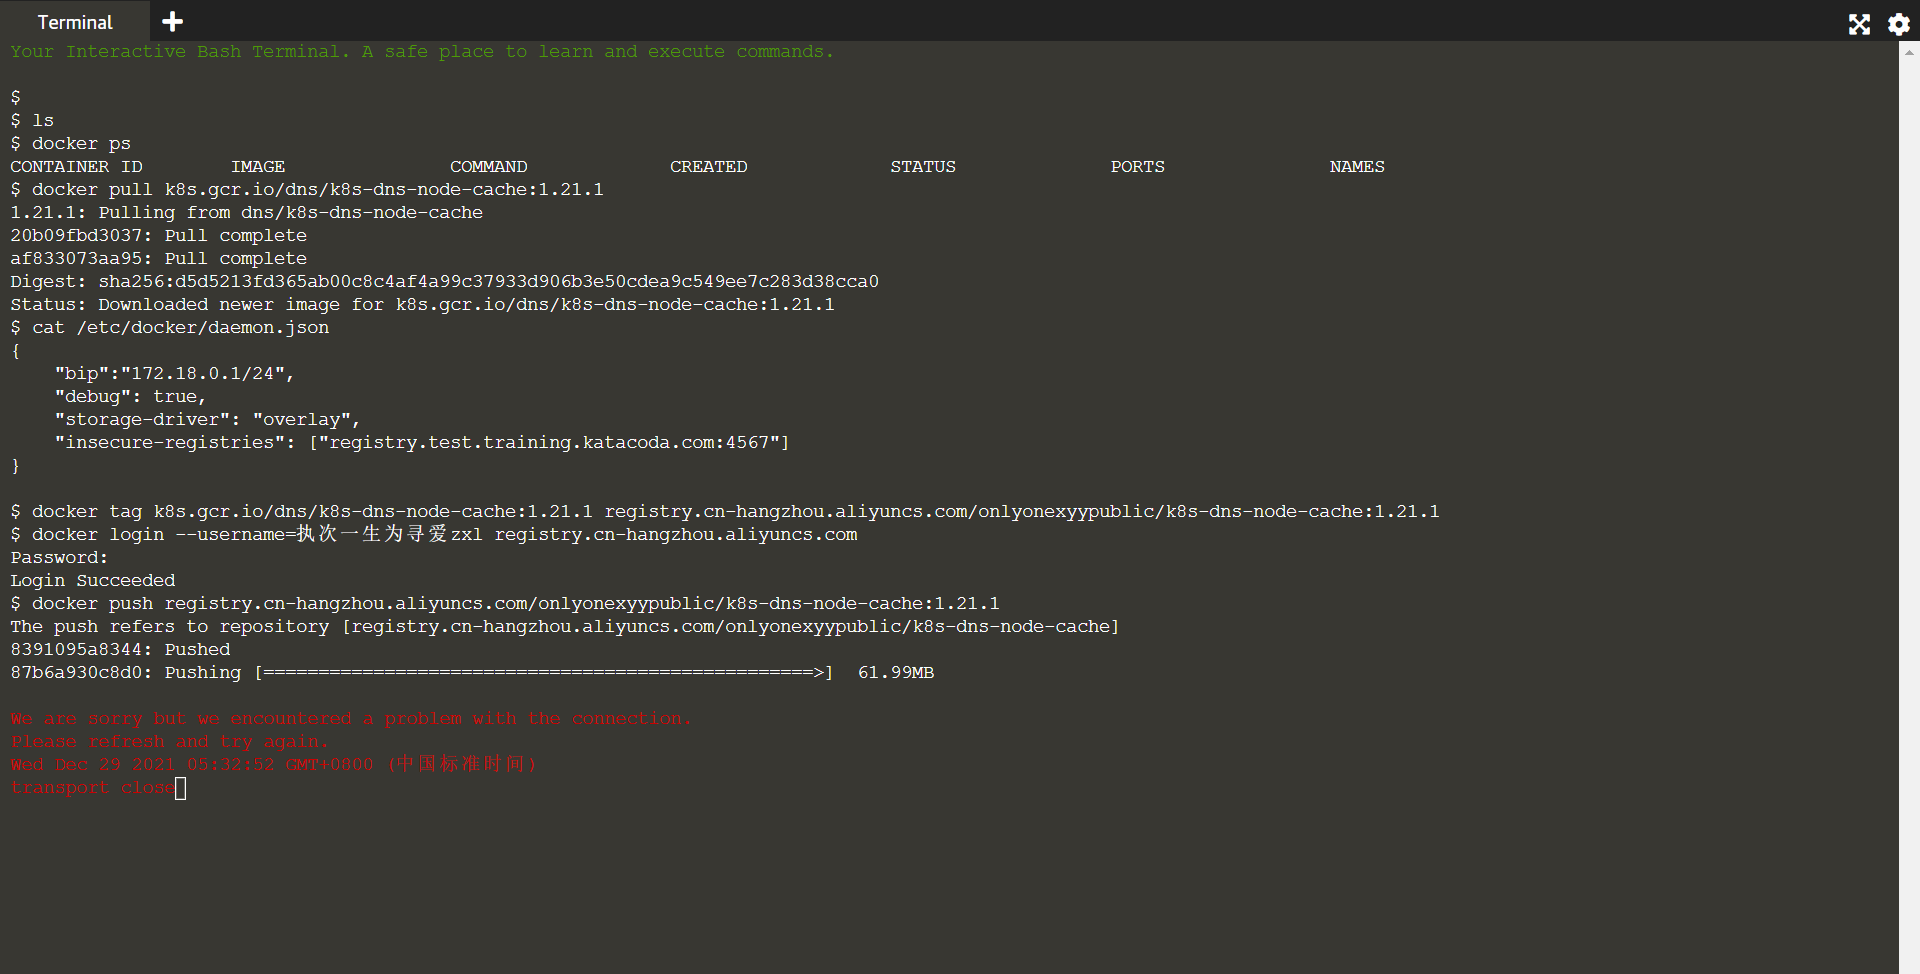 Terminal
Your Interactive Bash Terminal. A safe place to learn and execute commands.
$
$ ls
$ docker ps
CONTAINER ID        IMAGE               COMMAND             CREATED             STATUS              PORTS               NAMES
$ docker pull k8s.gcr.io/dns/k8s-dns-node-cache:1.21.1
1.21.1: Pulling from dns/k8s-dns-node-cache
20b09fbd3037: Pull complete
af833073aa95: Pull complete
Digest: sha256:d5d5213fd365ab00c8c4af4a99c37933d906b3e50cdea9c549ee7c283d38cca0
Status: Downloaded newer image for k8s.gcr.io/dns/k8s-dns-node-cache:1.21.1
$ cat /etc/docker/daemon.json
{
    "bip":"172.18.0.1/24",
    "debug": true,
    "storage-driver": "overlay",
    "insecure-registries": ["registry.test.training.katacoda.com:4567"]
}
$ docker tag k8s.gcr.io/dns/k8s-dns-node-cache:1.21.1 registry.cn-hangzhou.aliyuncs.com/onlyonexyypublic/k8s-dns-node-cache:1.21.1
$ docker login --username=执次一生为寻爱zxl registry.cn-hangzhou.aliyuncs.com
Password:
Login Succeeded
$ docker push registry.cn-hangzhou.aliyuncs.com/onlyonexyypublic/k8s-dns-node-cache:1.21.1
The push refers to repository [registry.cn-hangzhou.aliyuncs.com/onlyonexyypublic/k8s-dns-node-cache]
8391095a8344: Pushed
87b6a930c8d0: Pushing [==================================================>]  61.99MB
We are sorry but we encountered a problem with the connection.
Please refresh and try again.
Wed Dec 29 2021 05:32:52 GMT+0800 (中国标准时间)
transport close